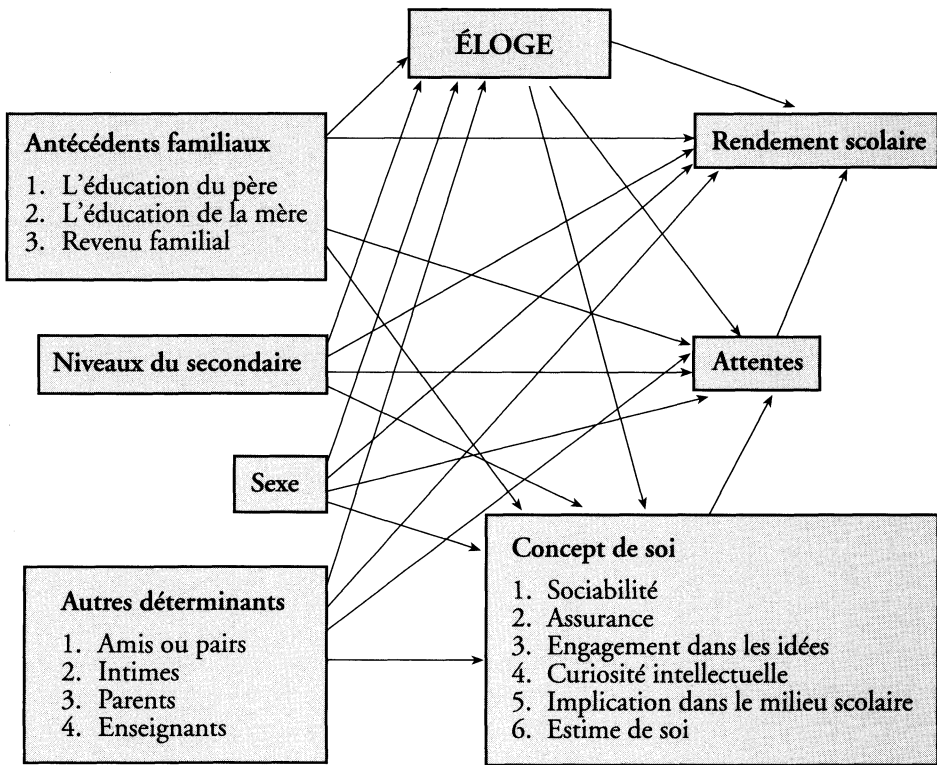 ÉLOGE
Antécédents familiaux
1. L'éducation du père
2. L'éducation de la mère
3. Revenu familial
Rendement scolaire
Niveaux du secondaire
Attentes
Sexe
Autres déterminants
1. Amis ou pairs
2. Intimes
3. Parents
4. Enseignants
Concept de soi
1. Sociabilité
2. Assurance
3. Engagement dans les idées
4. Curiosité intellectuelle
5. Implication dans le milieu scolaire
6. Estime de soi